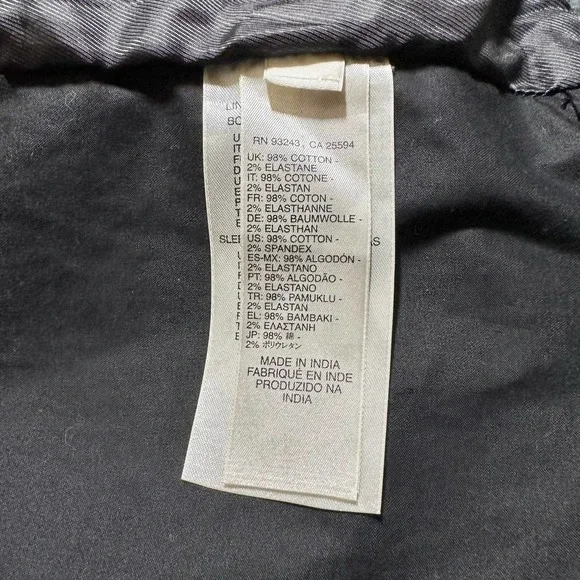 RN 93243 , CA 25594
UK: 98% COTTON -
2% ELASTANE
IT: 98% COTONE -
2% ELASTAN
FR: 98% COTON -
2% ELASTHANNE
DE: 98% BAUMWOLLE -
2% ELASTHAN
US: 98% COTTON -
2% SPANDEX
ES-MX: 98% ALGODÓN -
2% ELASTANO
PT: 98% ALGODÃO -
2% ELASTANO
TR: 98% PAMUKLU -
2% ELASTAN
EL: 98% BAMBAKI -
2% ΕΛΑΣΤΑΝΗ
JP: 98% 綿 -
2% ポリウレタン
MADE IN INDIA
FABRIQUÉ EN INDE
PRODUZIDO NA
INDIA